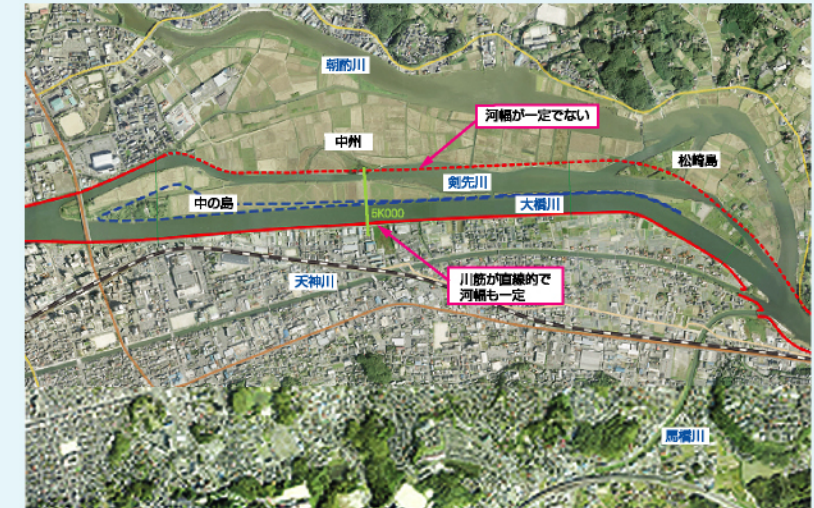 朝酌川
河幅が一定でない
中州
松崎島
剣先川
中の島
大橋川
5K000
川筋が直線的で
河幅も一定
天神川
馬橋川